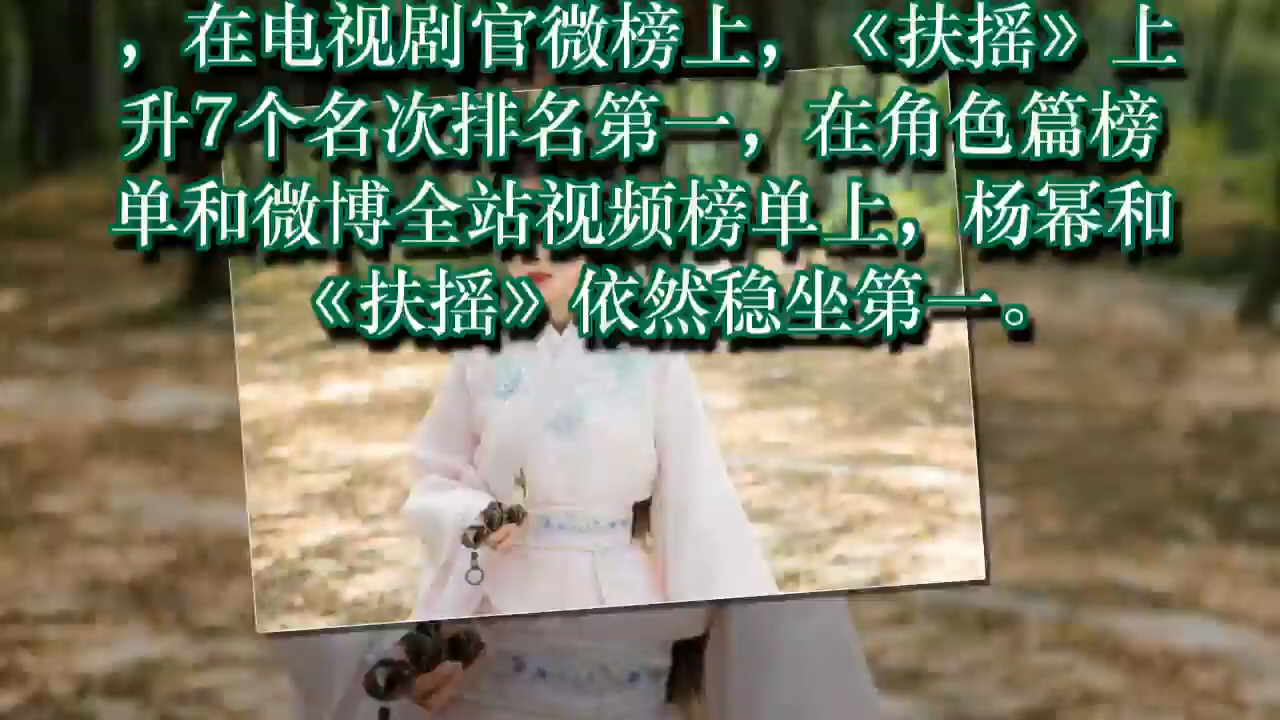 ，在电视剧官微榜上，《扶摇》上
升7个名次排名第一，在角色篇榜
单和微博全站视频榜单上，杨幂和
《扶摇》依然稳坐第一。